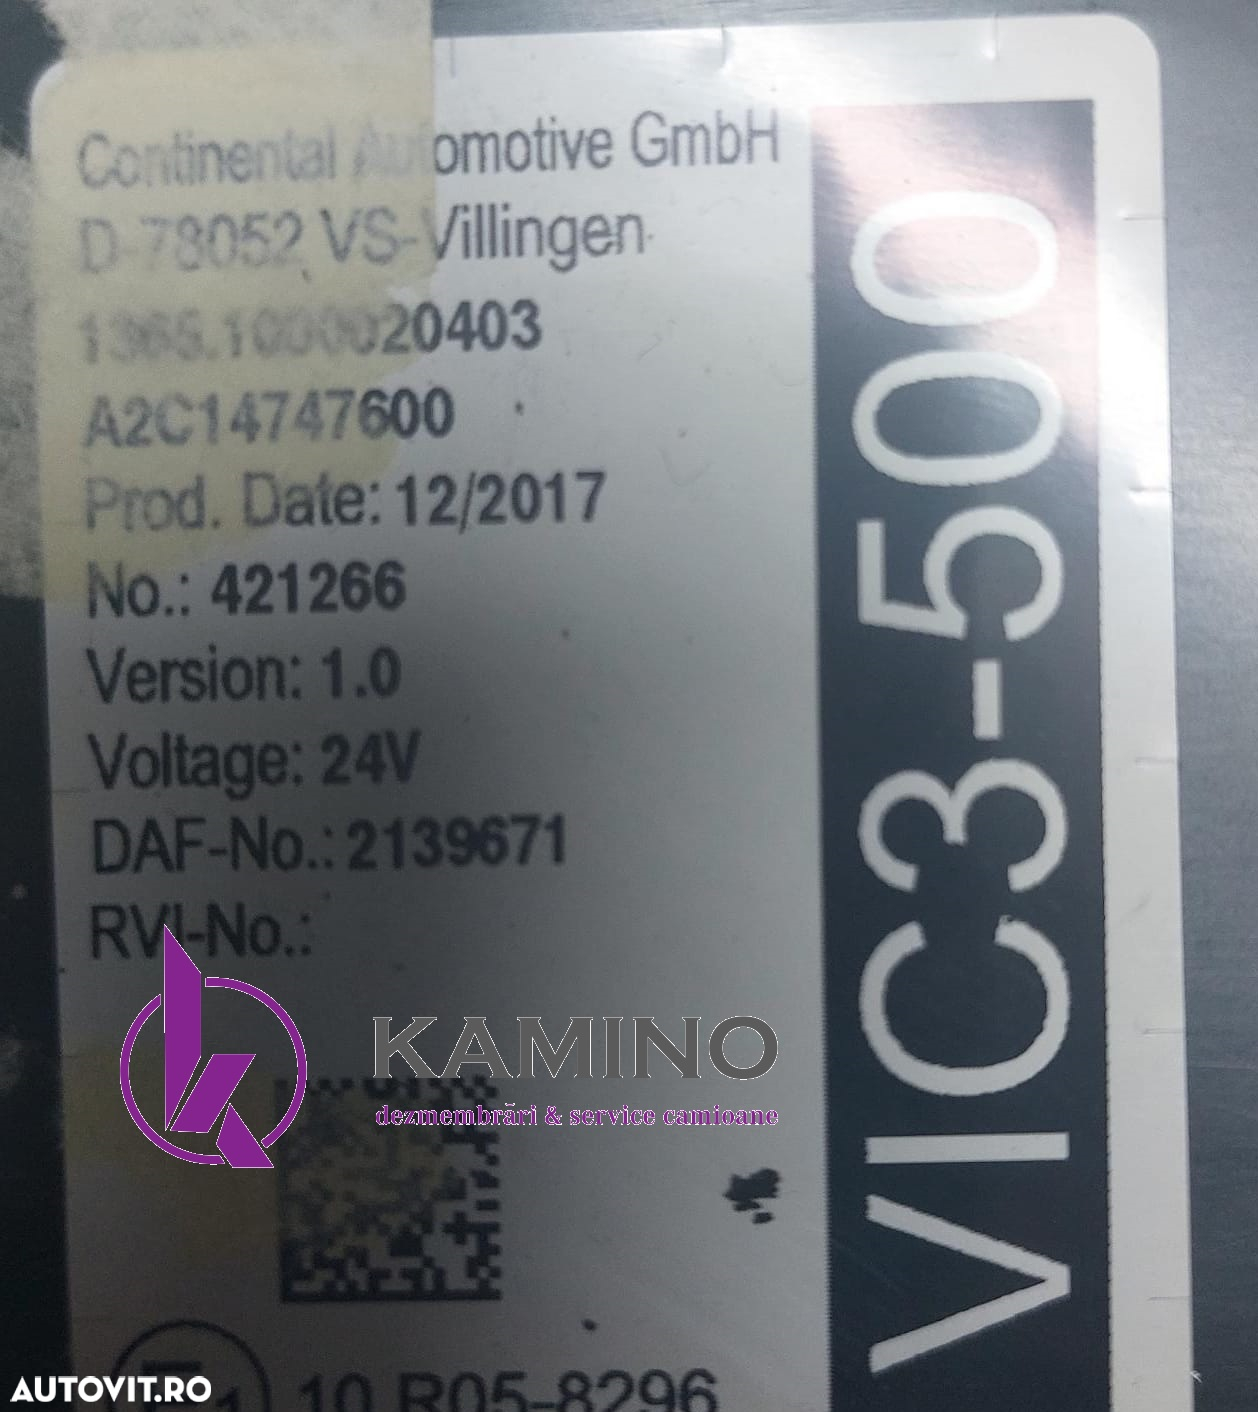 Continental Automotive GmbH
D-78052 VS-Villingen
1365.1000020403
A2C14747600
Prod. Date: 12/2017
No.: 421266
Version: 1.0
Voltage: 24V
DAF-No.: 2139671
RVI-No.:
KAMINO
dezmembrări & service camioane
10 R05-8296
VIC3-500
AUTOVIT.RO